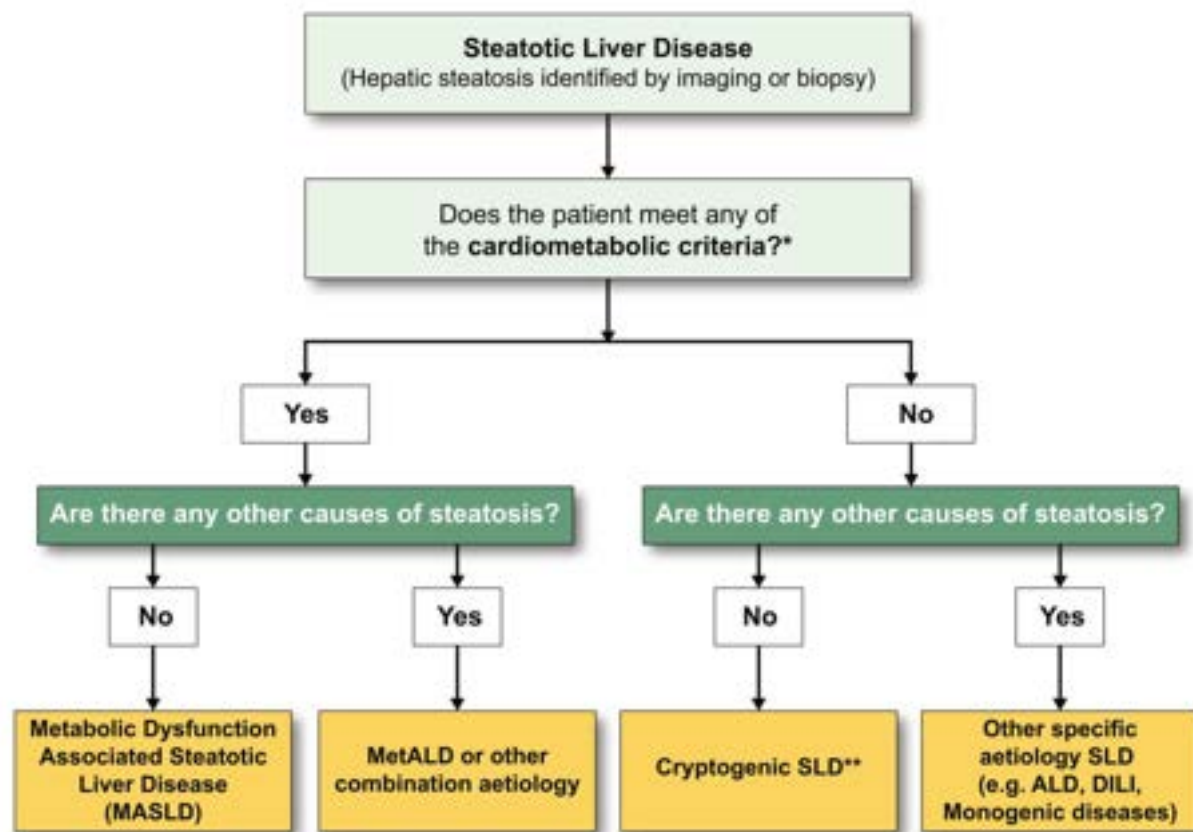 Steatotic Liver Disease
(Hepatic steatosis identified by imaging or biopsy)
Does the patient meet any of
the cardiometabolic criteria?*
Yes
No
Are there any other causes of steatosis?
Are there any other causes of steatosis?
No
Yes
No
Yes
Metabolic Dysfunction
Associated Steatotic
Liver Disease
(MASLD)
MetALD or other
combination aetiology
Cryptogenic SLD**
Other specific
aetiology SLD
(e.g. ALD, DILI,
Monogenic diseases)